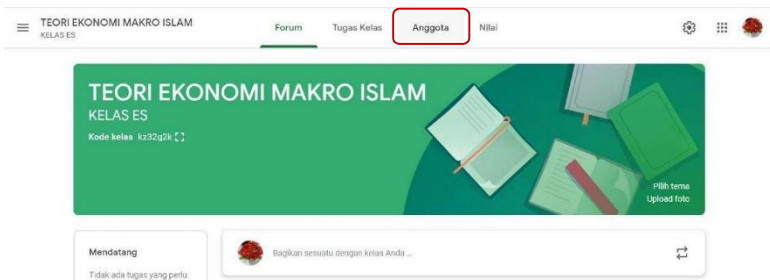 TEORI EKONOMI MAKRO ISLAM
KELAS ES
Forum Tugas Kelas Anggota Nilai
TEORI EKONOMI MAKRO ISLAM
KELAS ES
Kode kelas kz32g2k
Pilih tema
Upload foto
Mendatang
Tidak ada tugas yang perlu
Bagikan sesuatu dengan kelas Anda ...